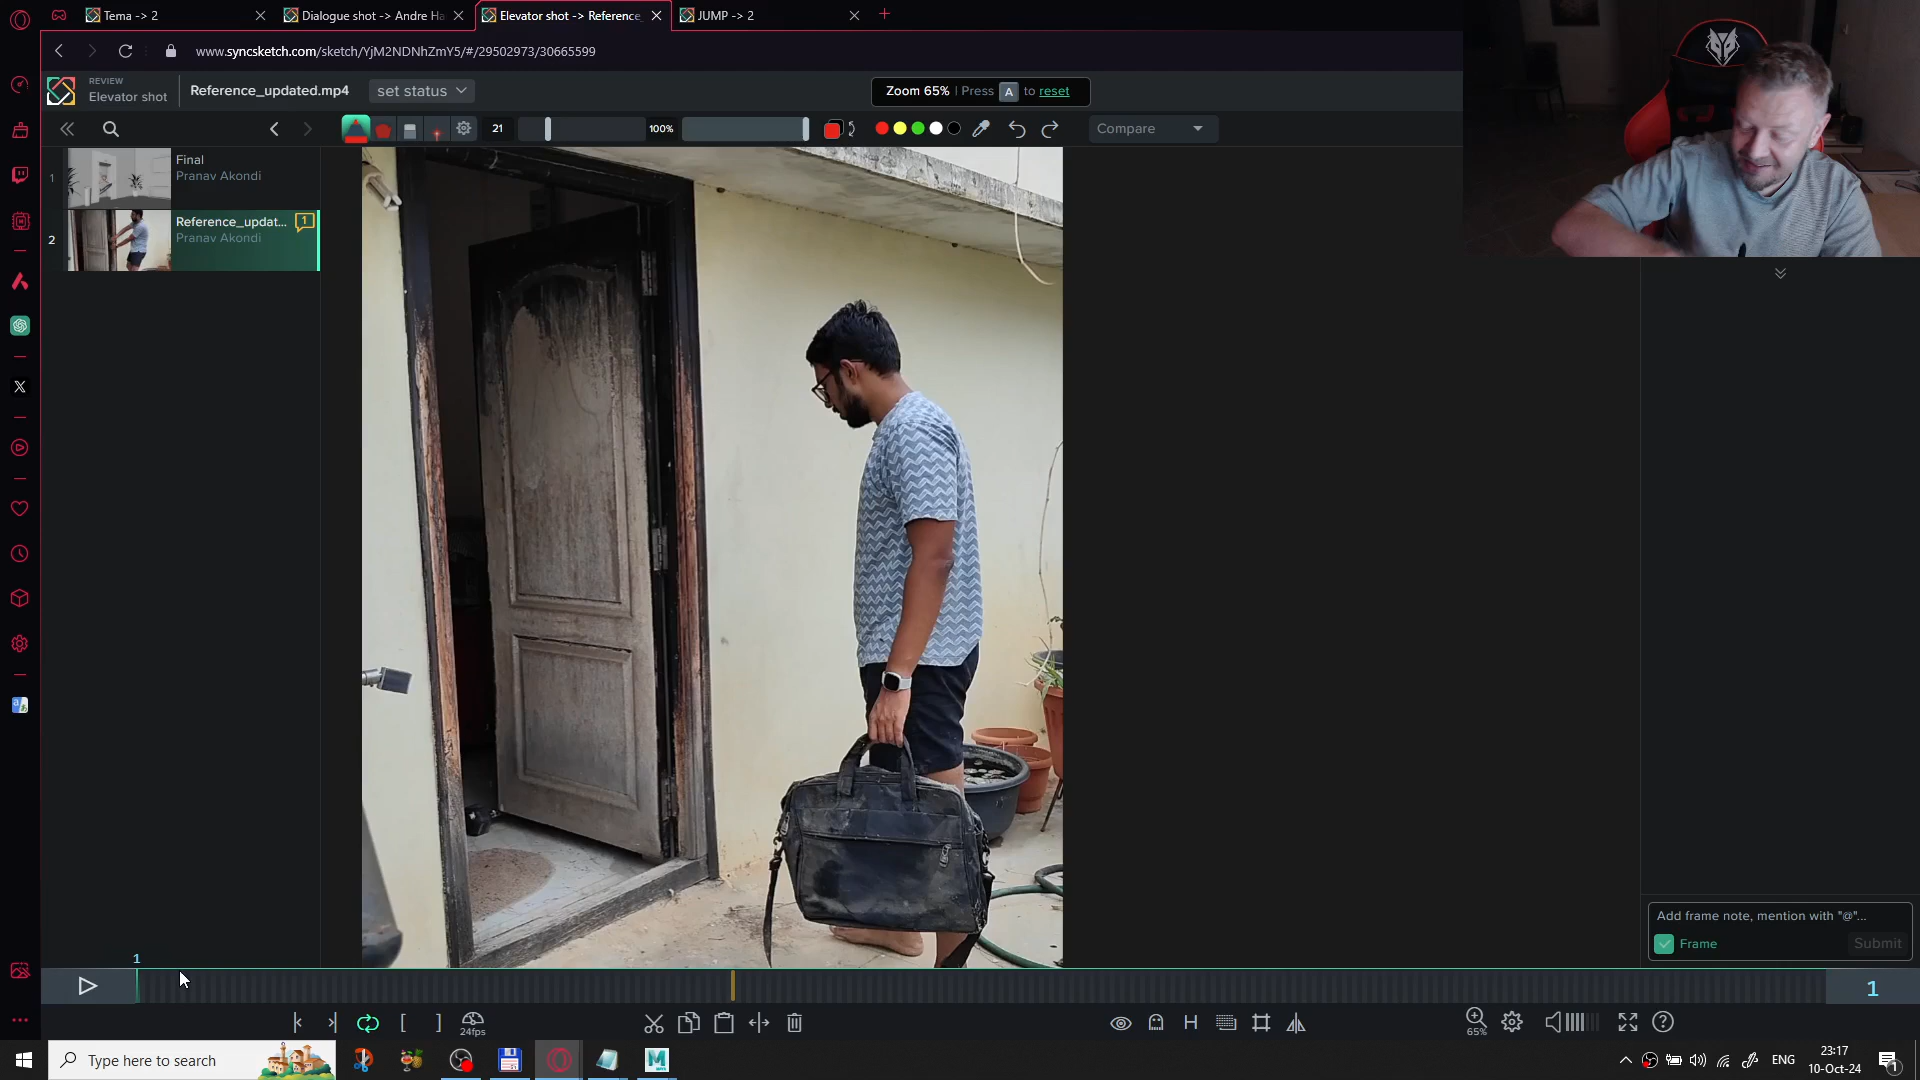 Tema -> 2
Dialogue shot -> Andre Ha
Elevator shot -> Reference_
JUMP -> 2
www.syncsketch.com/sketch/YjM2NDNhZmY5/#/29502973/30665599
REVIEW
Elevator shot
Reference_updated.mp4
set status
Zoom 65% | Press A to reset
21
100%
Compare
1
Final
Pranav Akondi
2
Reference_updat...
1
Pranav Akondi
Add frame note, mention with "@"...
Frame
Submit
1
1
[ ]
24fps
H
65%
Type here to search
ENG
23:17
10-Oct-24
1